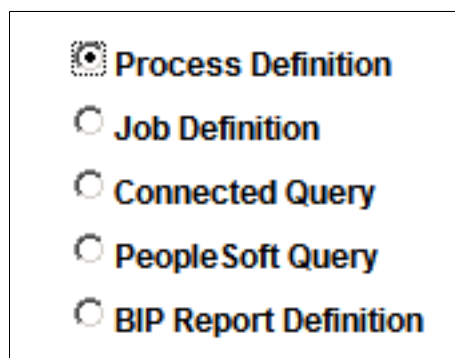 Process Definition
Job Definition
Connected Query
PeopleSoft Query
BIP Report Definition